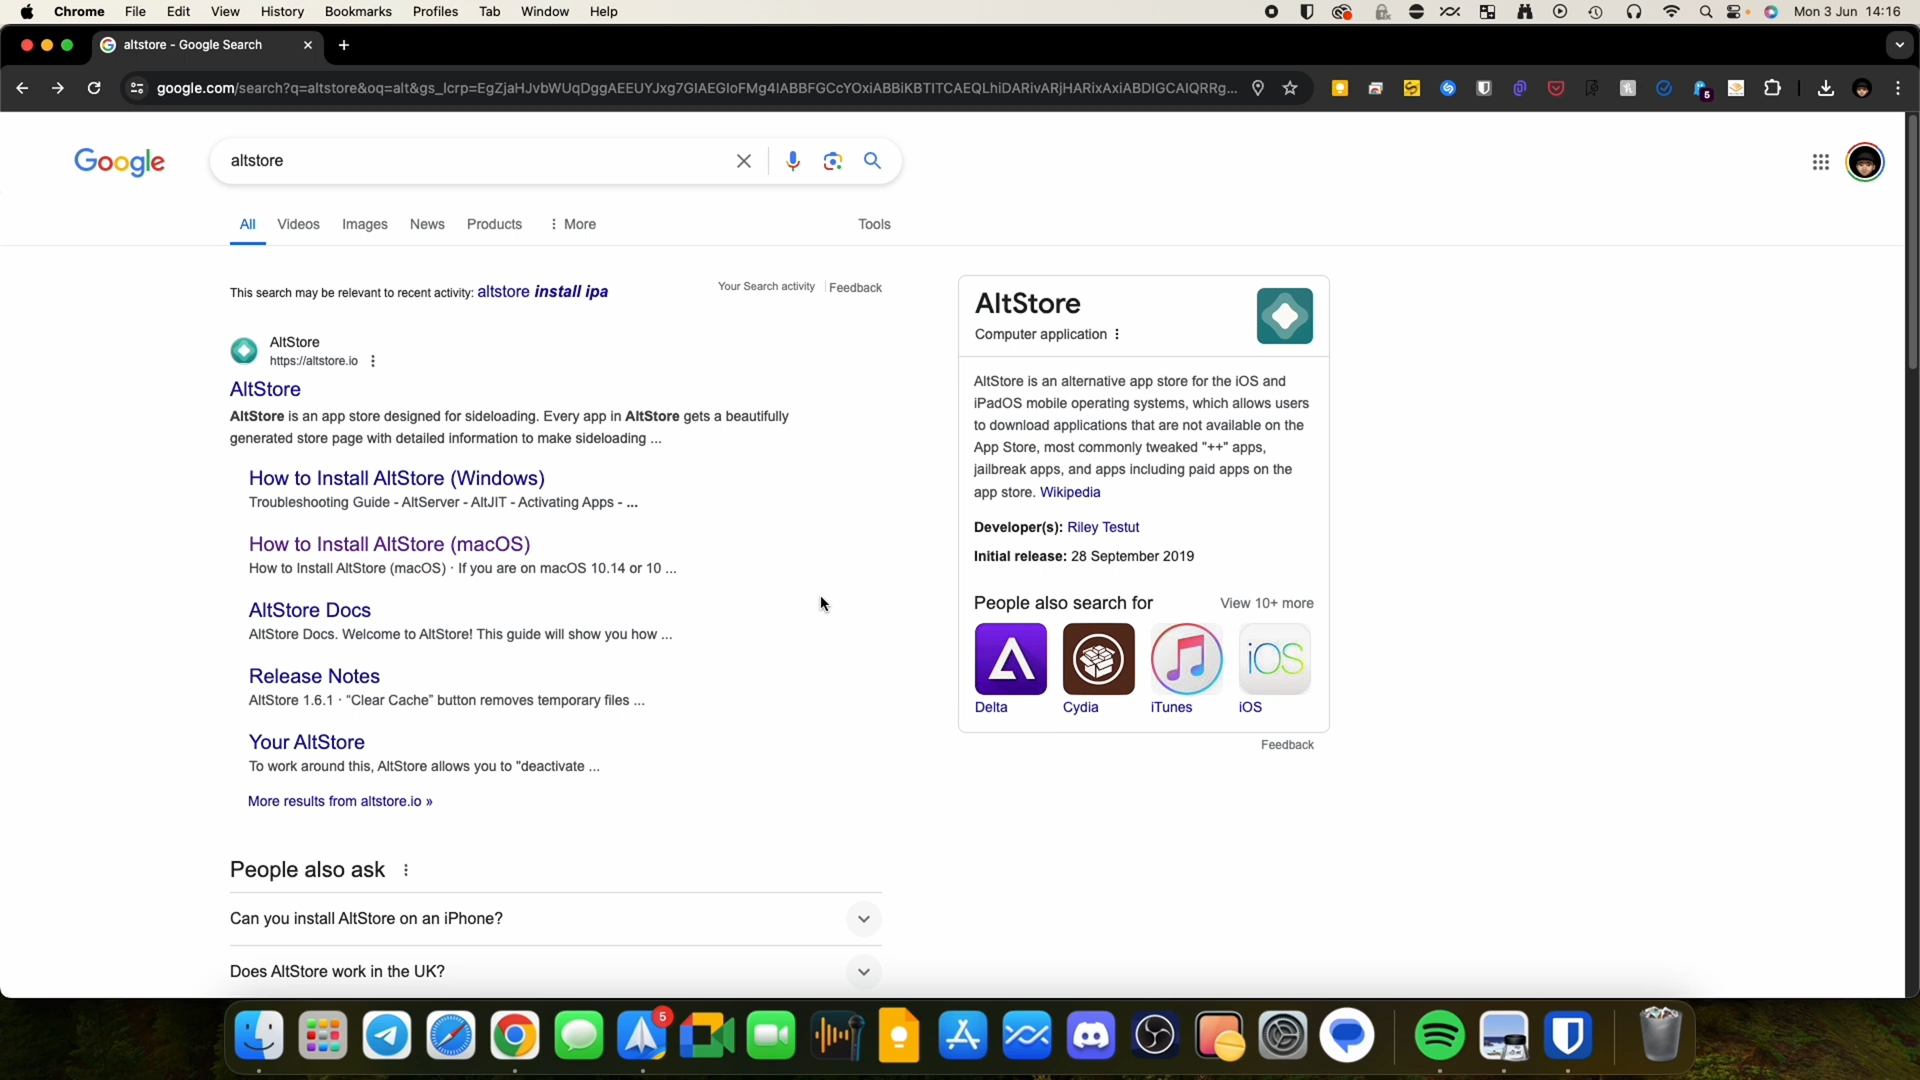 Chrome File Edit View History Bookmarks Profiles Tab Window Help Mon 3 Jun 14:16
altstore - Google Search
google.com/search?q=altstore&oq=alt&gs_lcrp=EgZjaHJvbWUqDggAEEUYJxg7GIAEGIoFMg4IABBFGCcYOxiABBiKBTITCAEQLhiDARivARjHARixAxiABDIGCAIQRRg... 5
Google
altstore
All Videos Images News Products More Tools
This search may be relevant to recent activity: altstore install ipa
Your Search activity Feedback
AltStore
https://altstore.io
AltStore
AltStore is an app store designed for sideloading. Every app in AltStore gets a beautifully
generated store page with detailed information to make sideloading ...
How to Install AltStore (Windows)
Troubleshooting Guide - AltServer - AltJIT - Activating Apps - ...
How to Install AltStore (macOS)
How to Install AltStore (macOS) · If you are on macOS 10.14 or 10 ...
AltStore Docs
AltStore Docs. Welcome to AltStore! This guide will show you how ...
Release Notes
AltStore 1.6.1 · “Clear Cache” button removes temporary files ...
Your AltStore
To work around this, AltStore allows you to "deactivate ...
More results from altstore.io »
People also ask
Can you install AltStore on an iPhone?
Does AltStore work in the UK?
AltStore
Computer application
AltStore is an alternative app store for the iOS and
iPadOS mobile operating systems, which allows users
to download applications that are not available on the
App Store, most commonly tweaked "++" apps,
jailbreak apps, and apps including paid apps on the
app store. Wikipedia
Developer(s): Riley Testut
Initial release: 28 September 2019
People also search for View 10+ more
iOS
Delta Cydia iTunes iOS
Feedback
5